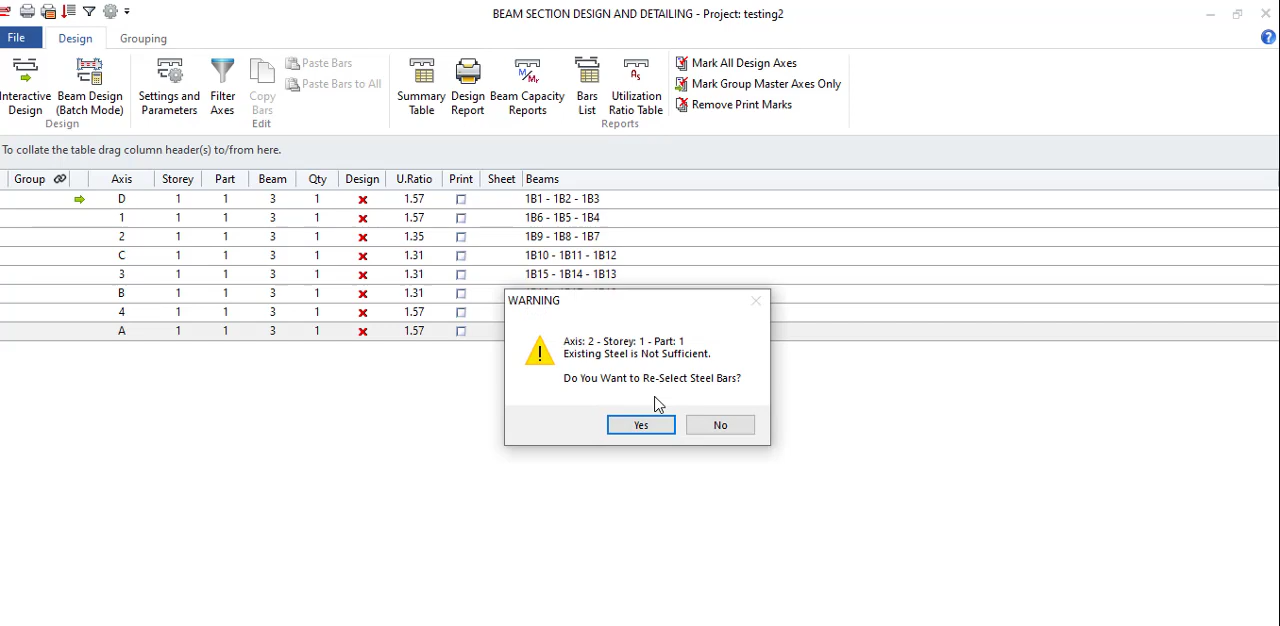 BEAM SECTION DESIGN AND DETAILING - Project: testing2
File Design Grouping
Interactive Design
Beam Design (Batch Mode)
Design
Settings and Parameters
Filter Axes
Copy Bars
Paste Bars
Paste Bars to All
Edit
Summary Table
Design Report
Beam Capacity Reports
Bars List
Utilization Ratio Table
Reports
Mark All Design Axes
Mark Group Master Axes Only
Remove Print Marks
To collate the table drag column header(s) to/from here.
Group Axis Storey Part Beam Qty Design U.Ratio Print Sheet Beams
D 1 1 3 1 1.57 1B1 - 1B2 - 1B3
1 1 1 3 1 1.57 1B6 - 1B5 - 1B4
2 1 1 3 1 1.35 1B9 - 1B8 - 1B7
C 1 1 3 1 1.31 1B10 - 1B11 - 1B12
3 1 1 3 1 1.31 1B15 - 1B14 - 1B13
B 1 1 3 1 1.31
4 1 1 3 1 1.57
A 1 1 3 1 1.57
WARNING
Axis: 2 - Storey: 1 - Part: 1
Existing Steel is Not Sufficient.
Do You Want to Re-Select Steel Bars?
Yes No